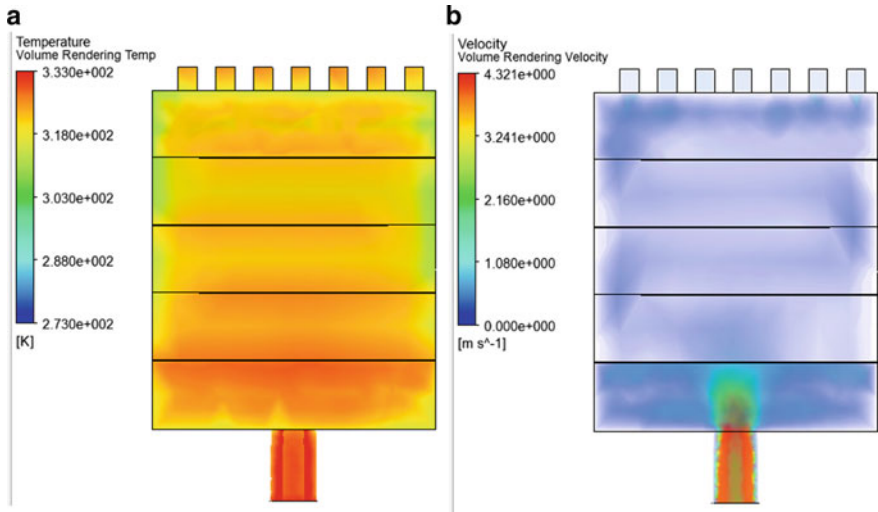 a
Temperature
Volume Rendering Temp
3.330e+002
3.180e+002
3.030e+002
2.880e+002
2.730e+002
[K]
b
Velocity
Volume Rendering Velocity
4.321e+000
3.241e+000
2.160e+000
1.080e+000
0.000e+000
[m s^-1]